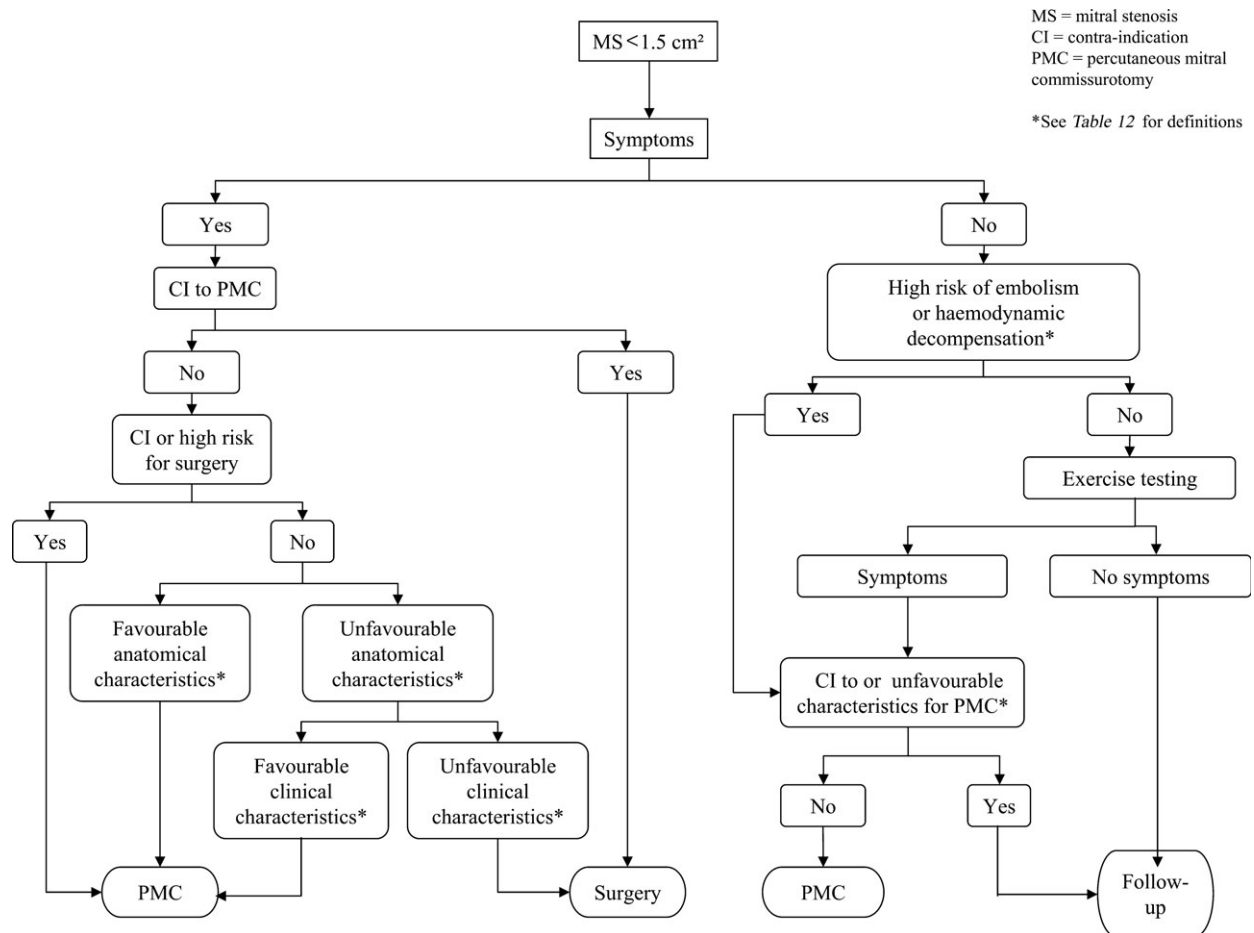 MS = mitral stenosis
CI = contra-indication
PMC = percutaneous mitral
commissurotomy
*See Table 12 for definitions
MS<1.5 cm²
Symptoms
Yes
No
CI to PMC
High risk of embolism
or haemodynamic
decompensation*
No
Yes
Yes
No
CI or high risk
for surgery
Exercise testing
Yes
No
Symptoms
No symptoms
Favourable
anatomical
characteristics*
Unfavourable
anatomical
characteristics*
CI to or unfavourable
characteristics for PMC*
Favourable
clinical
characteristics*
Unfavourable
clinical
characteristics*
No
Yes
PMC
Surgery
PMC
Follow-
up